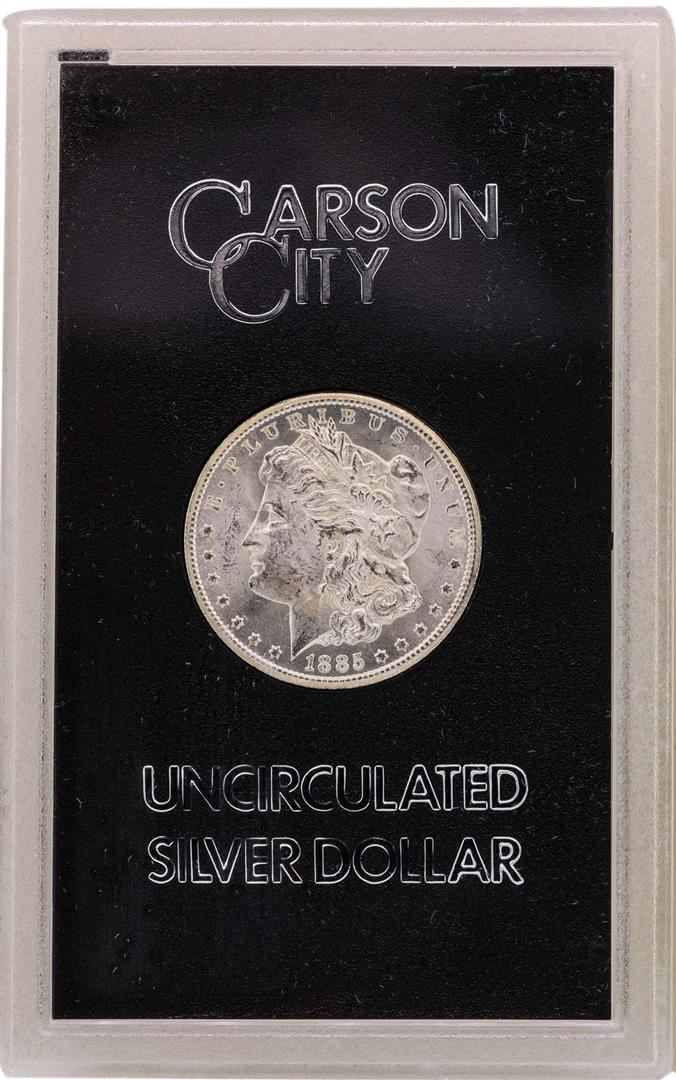 CARSON
CITY
E · PLURIBUS · UNUM
1885
UNCIRCULATED
SILVER DOLLAR